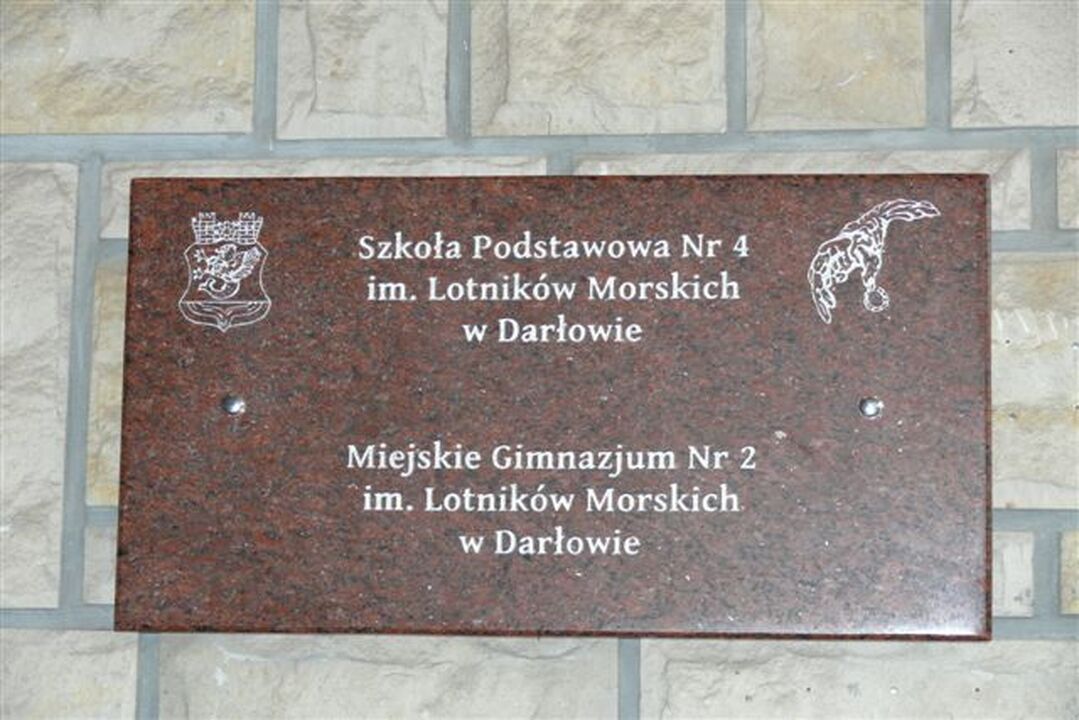 Szkoła Podstawowa Nr 4
im. Lotników Morskich
w Darłowie
Miejskie Gimnazjum Nr 2
im. Lotników Morskich
w Darłowie